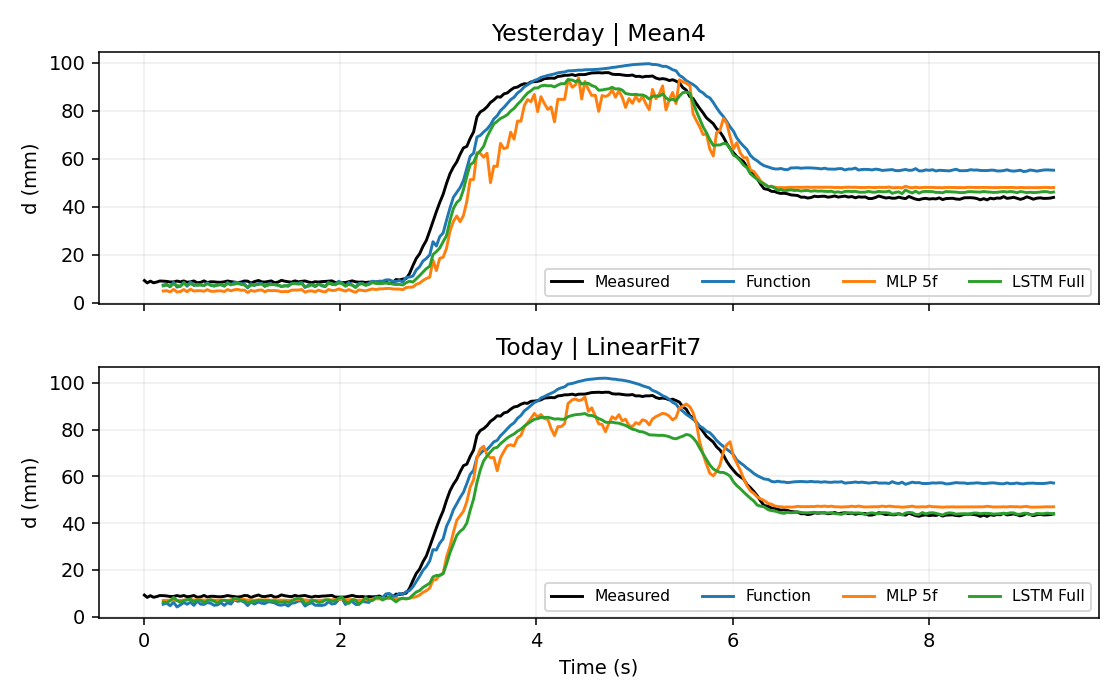 Yesterday | Mean4
100
80
60
40
20
0
d (mm)
Measured Function MLP 5f LSTM Full
Today | LinearFit7
100
80
60
40
20
0
d (mm)
Measured Function MLP 5f LSTM Full
0 2 4 6 8
Time (s)